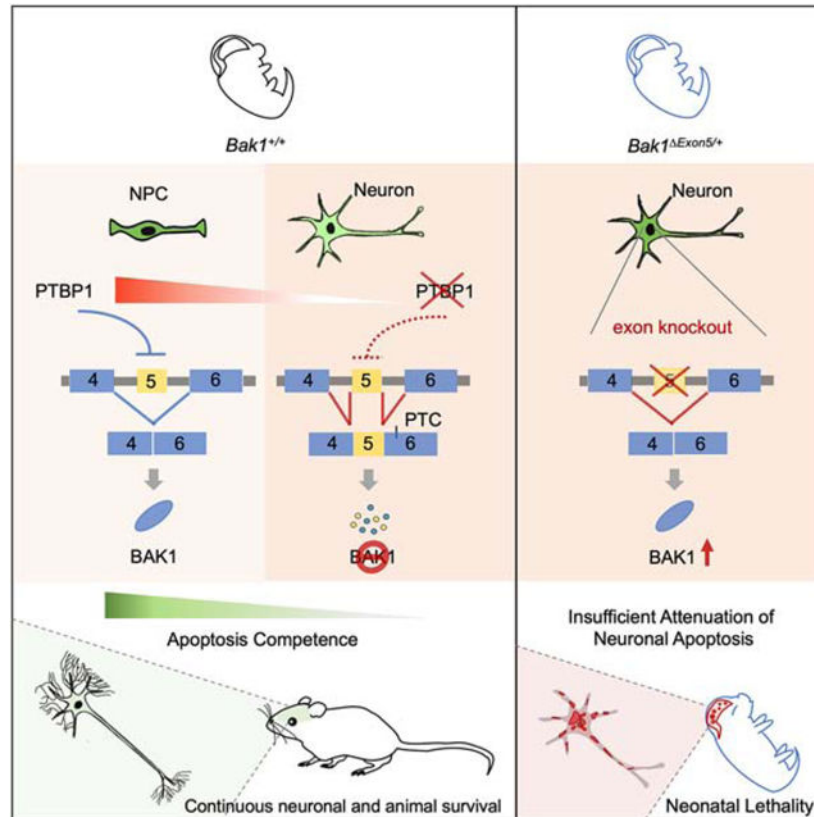 Bak1+/+
Bak1ΔExon5/+
NPC
Neuron
Neuron
PTBP1
PTBP1
exon knockout
4 5 6
4 5 6
4 5 6
PTC
4 6
4 5 6
4 6
BAK1
BAK1
BAK1
Apoptosis Competence
Insufficient Attenuation of
Neuronal Apoptosis
Continuous neuronal and animal survival
Neonatal Lethality